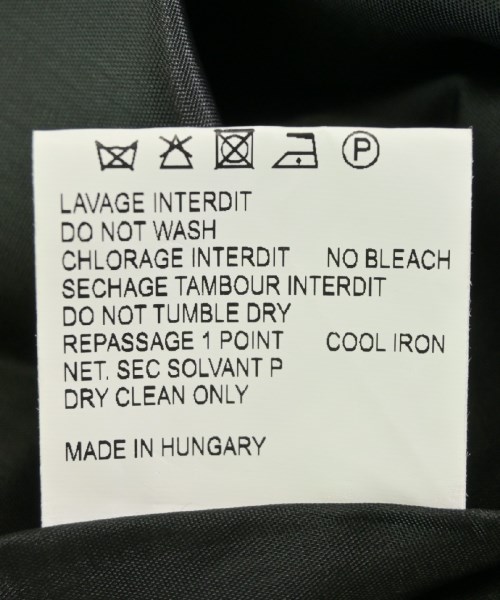 P
LAVAGE INTERDIT
DO NOT WASH
CHLORAGE INTERDIT NO BLEACH
SECHAGE TAMBOUR INTERDIT
DO NOT TUMBLE DRY
REPASSAGE 1 POINT COOL IRON
NET. SEC SOLVANT P
DRY CLEAN ONLY
MADE IN HUNGARY